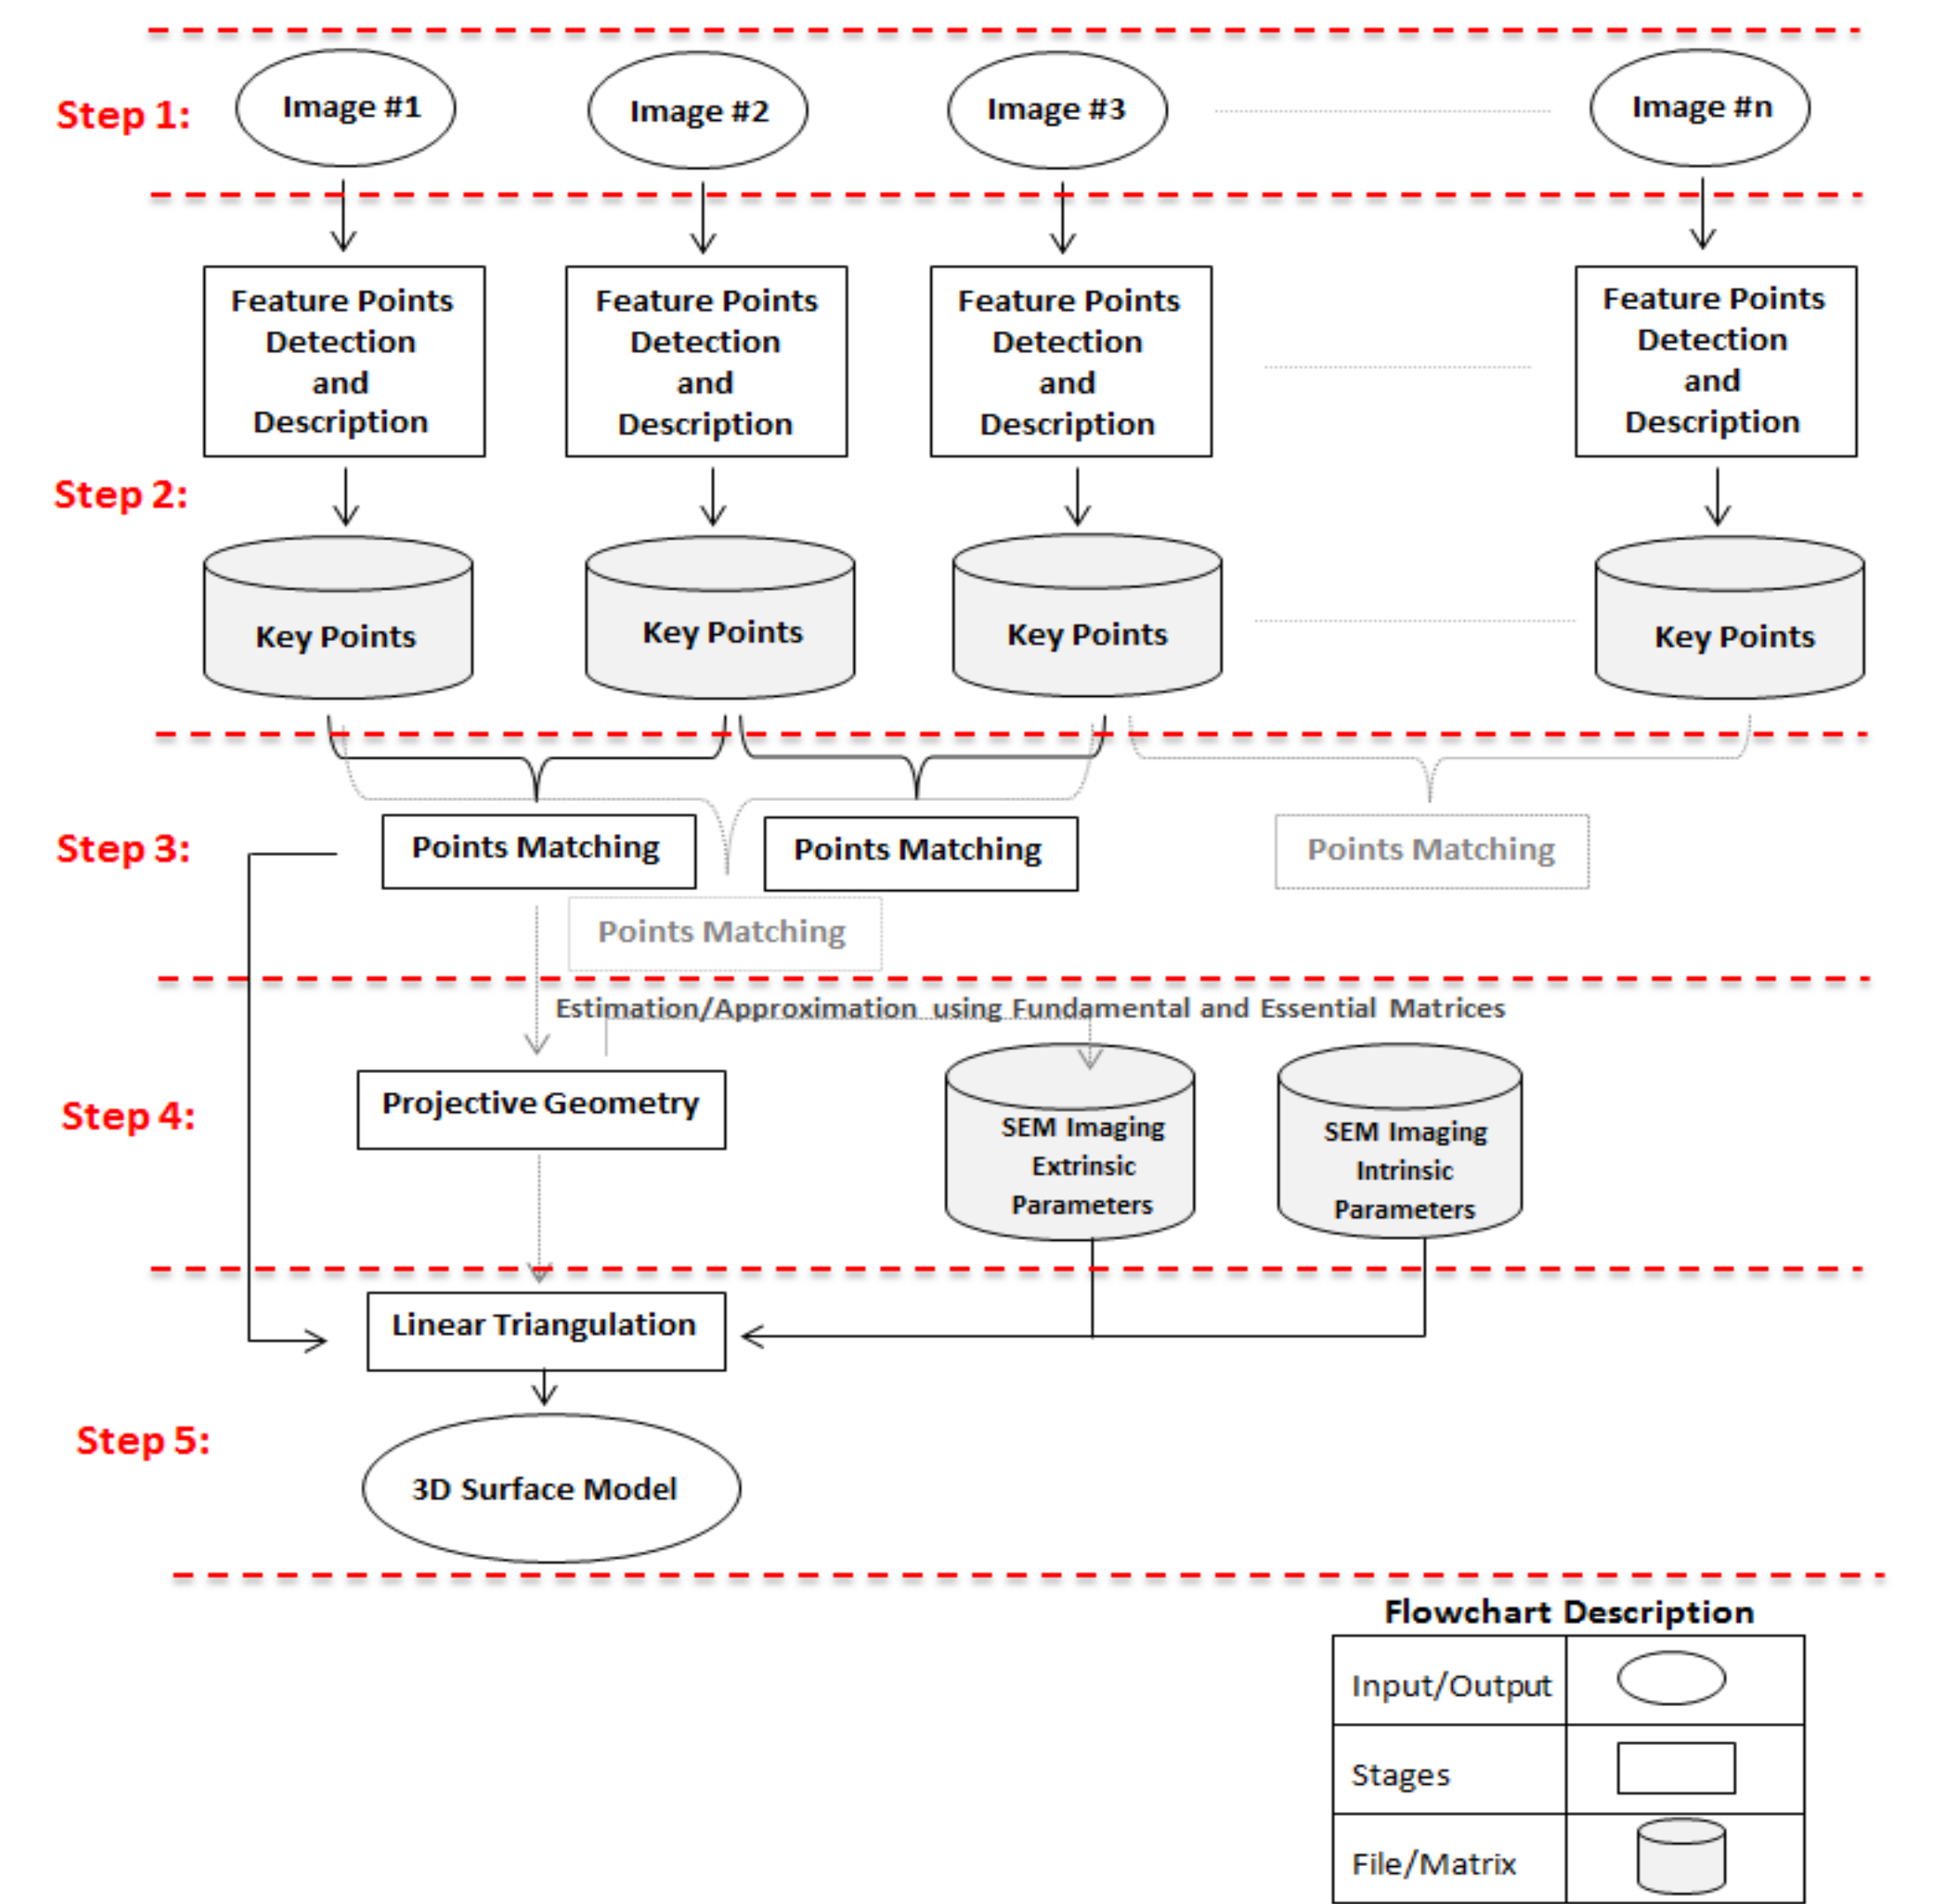 Step 1:
Image #1
Image #2
Image #3
Image #n
Feature Points
Detection
and
Description
Feature Points
Detection
and
Description
Feature Points
Detection
and
Description
Feature Points
Detection
and
Description
Step 2:
Key Points
Key Points
Key Points
Key Points
Step 3:
Points Matching
Points Matching
Points Matching
Points Matching
Estimation/Approximation using Fundamental and Essential Matrices
Step 4:
Projective Geometry
SEM Imaging
Extrinsic
Parameters
SEM Imaging
Intrinsic
Parameters
Linear Triangulation
Step 5:
3D Surface Model
Flowchart Description
Input/Output
Stages
File/Matrix